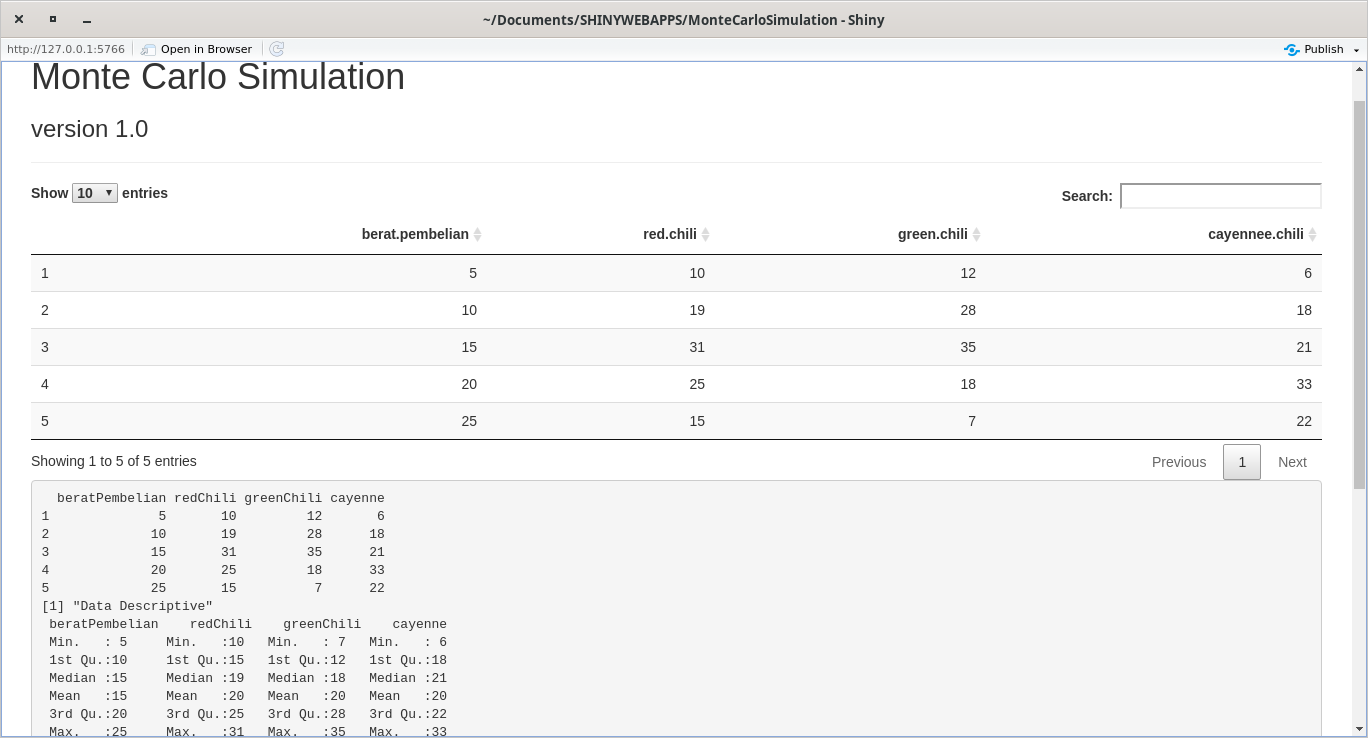 ~/Documents/SHINYWEBAPPS/MonteCarloSimulation - Shiny
http://127.0.0.1:5766 Open in Browser Publish
Monte Carlo Simulation
version 1.0
Show 10 entries Search:
berat.pembelian red.chili green.chili cayennee.chili
1 5 10 12 6
2 10 19 28 18
3 15 31 35 21
4 20 25 18 33
5 25 15 7 22
Showing 1 to 5 of 5 entries Previous 1 Next
  beratPembelian redChili greenChili cayenne
1              5       10         12       6
2             10       19         28      18
3             15       31         35      21
4             20       25         18      33
5             25       15          7      22
[1] "Data Descriptive"
 beratPembelian    redChili    greenChili    cayenne
 Min.   : 5     Min.   :10   Min.   : 7   Min.   : 6
 1st Qu.:10     1st Qu.:15   1st Qu.:12   1st Qu.:18
 Median :15     Median :19   Median :18   Median :21
 Mean   :15     Mean   :20   Mean   :20   Mean   :20
 3rd Qu.:20     3rd Qu.:25   3rd Qu.:28   3rd Qu.:22
 Max.   :25     Max.   :31   Max.   :35   Max.   :33